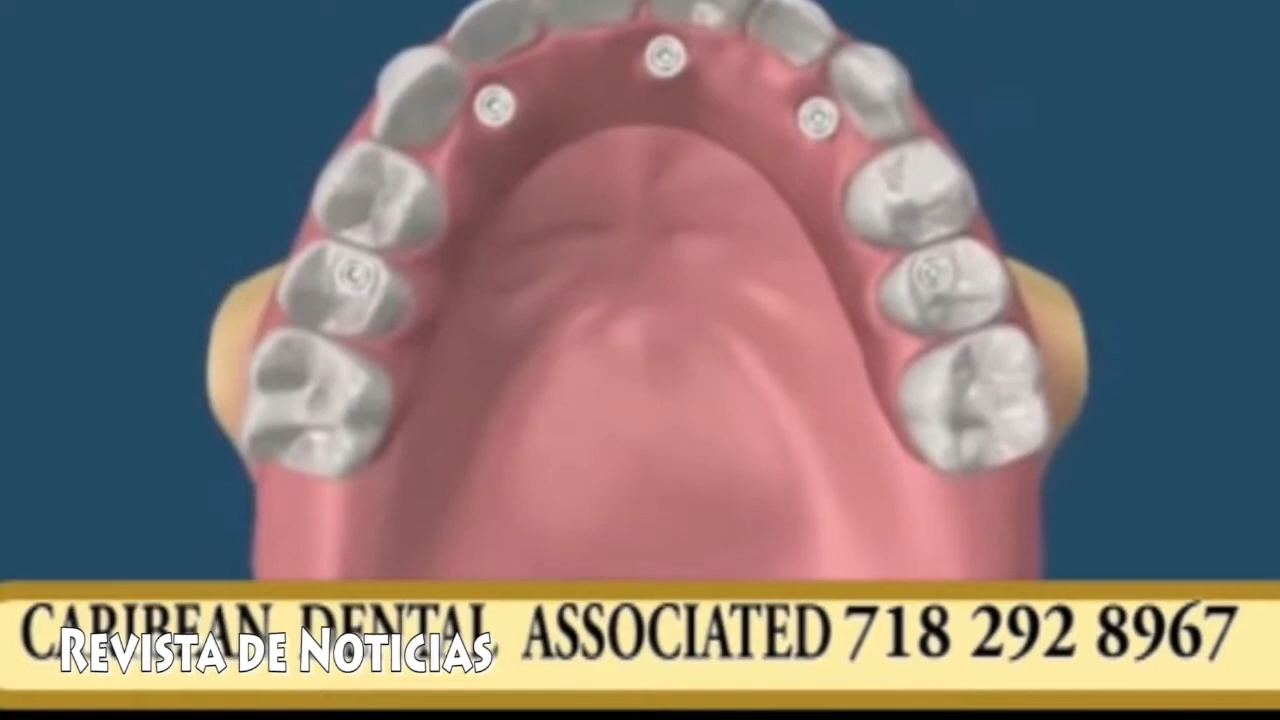 CARIBEAN DENTAL ASSOCIATED 718 292 8967
REVISTA DE NOTICIAS